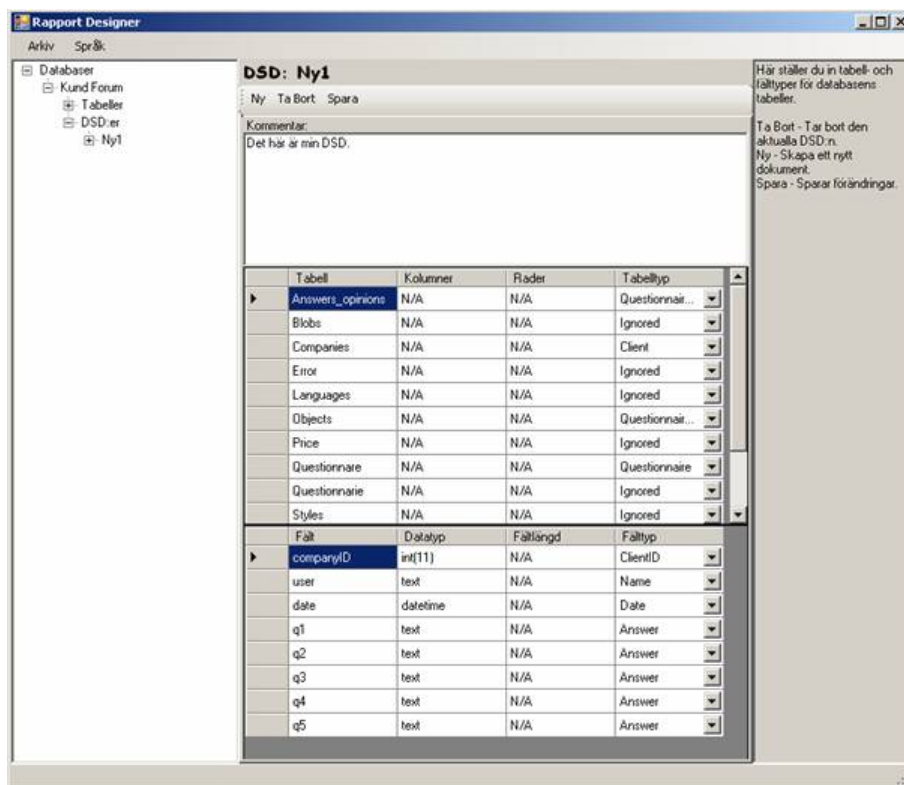 Rapport Designer
Arkiv Språk
Databaser
Kund Forum
Tabeller
DSD:er
Ny1
DSD: Ny1
Ny Ta Bort Spara
Kommentar:
Det här är min DSD.
Tabell Kolumner Rader Tabelltyp
Answers_opinions N/A N/A Questionnair...
Blobs N/A N/A Ignored
Companies N/A N/A Client
Error N/A N/A Ignored
Languages N/A N/A Ignored
Objects N/A N/A Questionnair...
Price N/A N/A Ignored
Questionnare N/A N/A Questionnaire
Questionnarie N/A N/A Ignored
Styles N/A N/A Ignored
Fält Datatyp Fältlängd Fälttyp
companyID int(11) N/A ClientID
user text N/A Name
date datetime N/A Date
q1 text N/A Answer
q2 text N/A Answer
q3 text N/A Answer
q4 text N/A Answer
q5 text N/A Answer
Här ställer du in tabell- och
fälttyper för databasens
tabeller.
Ta Bort - Tar bort den
aktualla DSD:n.
Ny - Skapa ett nytt
dokument.
Spara - Sparar förändringar.